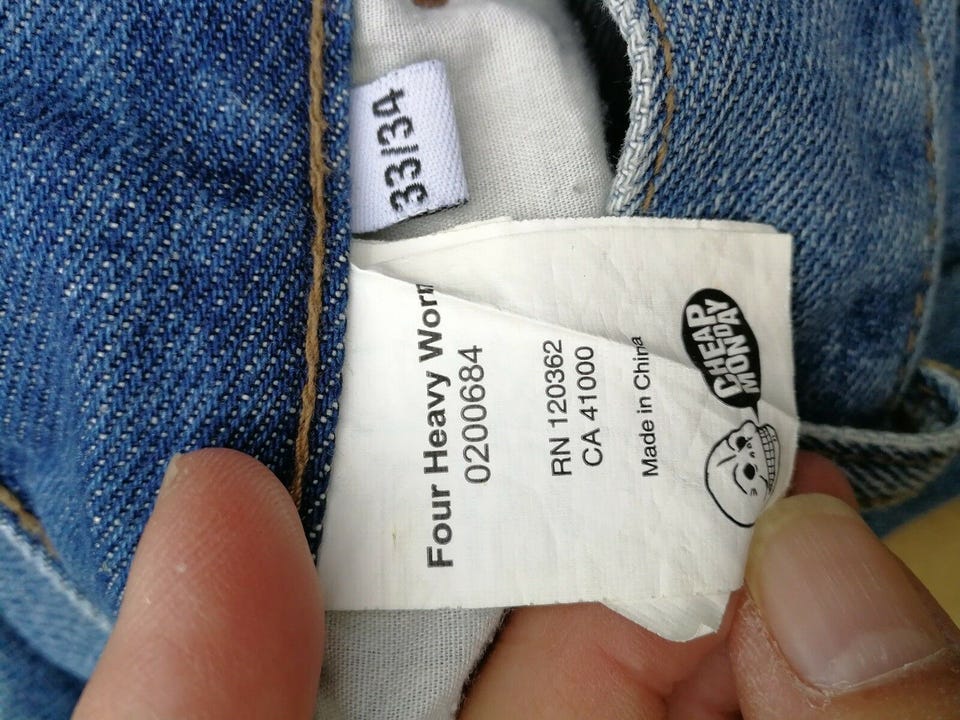 33/34
Four Heavy Worn
0200684
RN 120362
CA 41000
Made in China
CHEAP
MONDAY